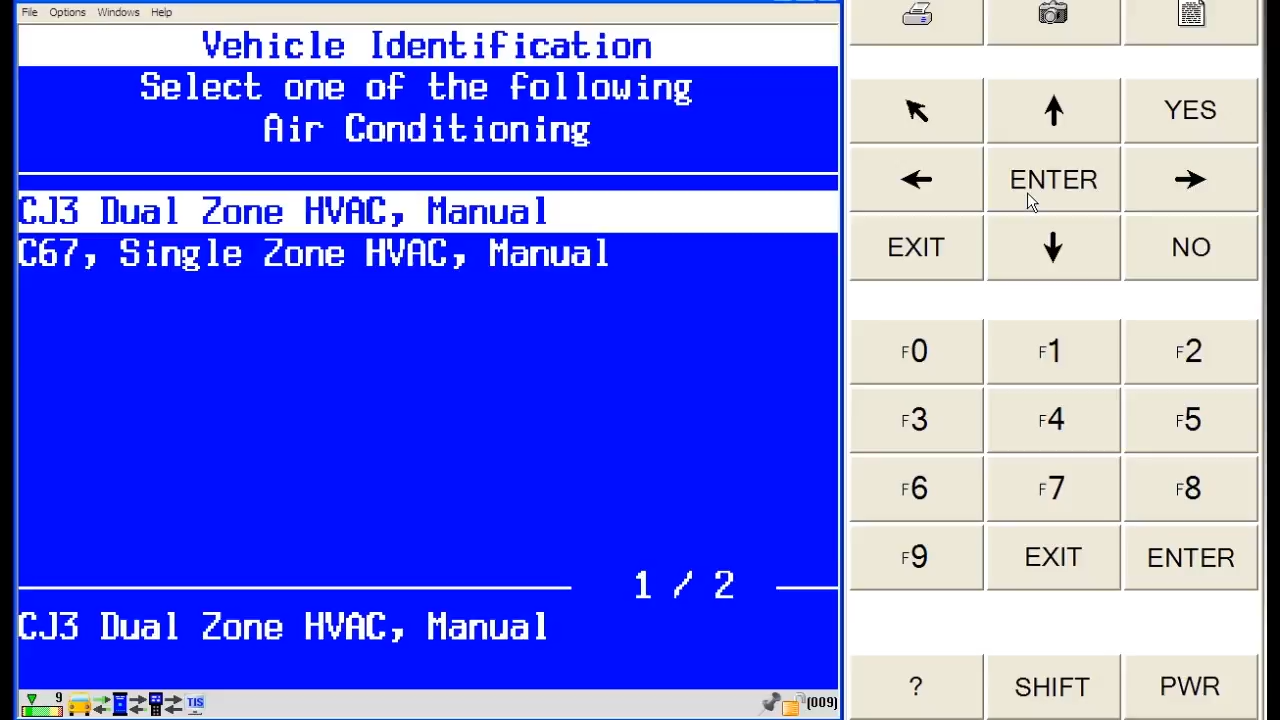 File Options Windows Help
Vehicle Identification
Select one of the following
Air Conditioning
CJ3 Dual Zone HVAC, Manual
C67, Single Zone HVAC, Manual
1 / 2
CJ3 Dual Zone HVAC, Manual
9
TIS
(009)
YES
ENTER
EXIT
NO
F0 F1 F2
F3 F4 F5
F6 F7 F8
F9 EXIT ENTER
? SHIFT PWR